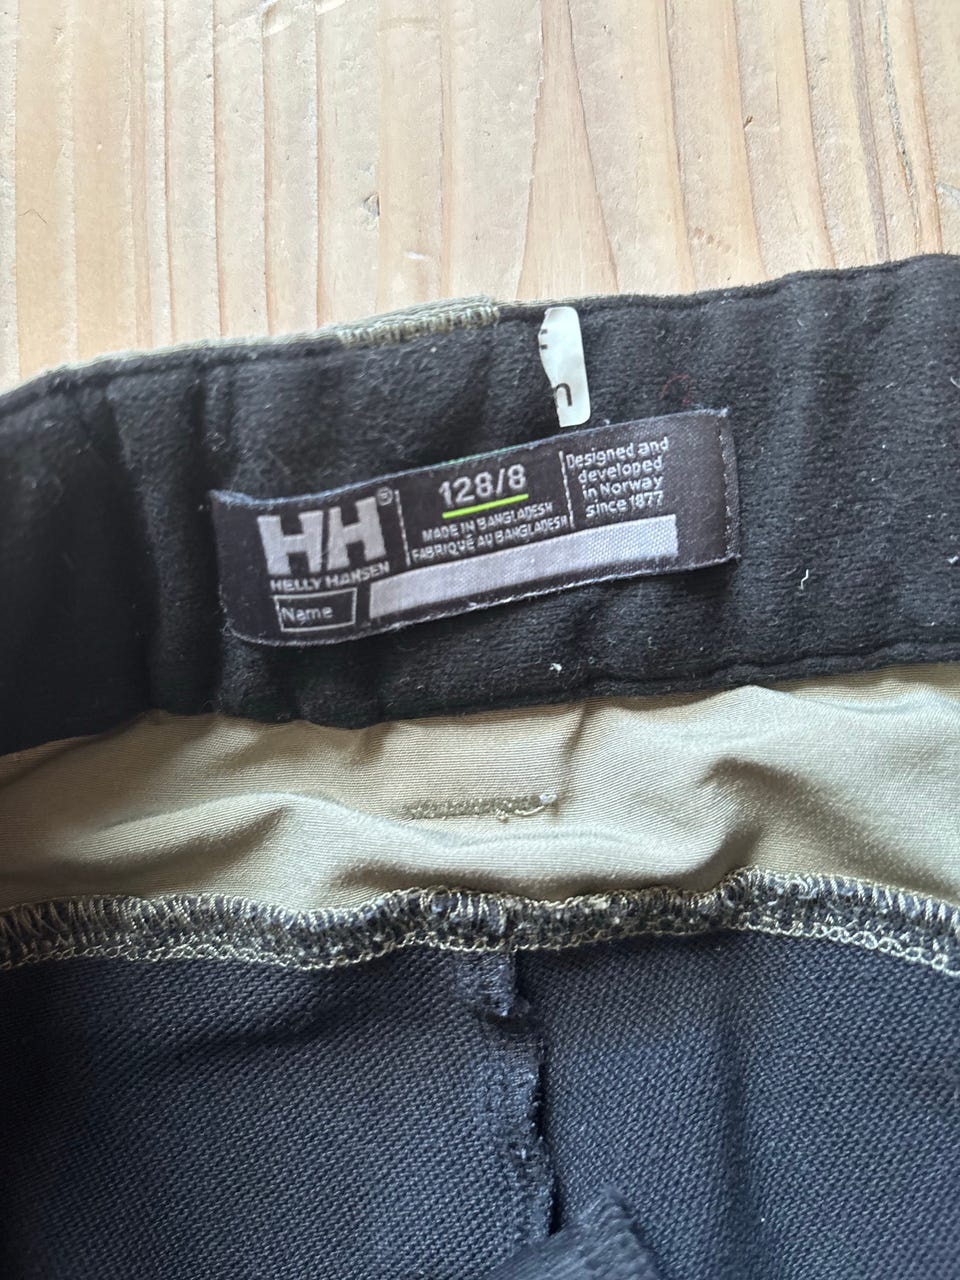 n
HH®
HELLY HANSEN
Name
128/8
MADE IN BANGLADESH
FABRIQUÉ AU BANGLADESH
Designed and
developed
in Norway
since 1877